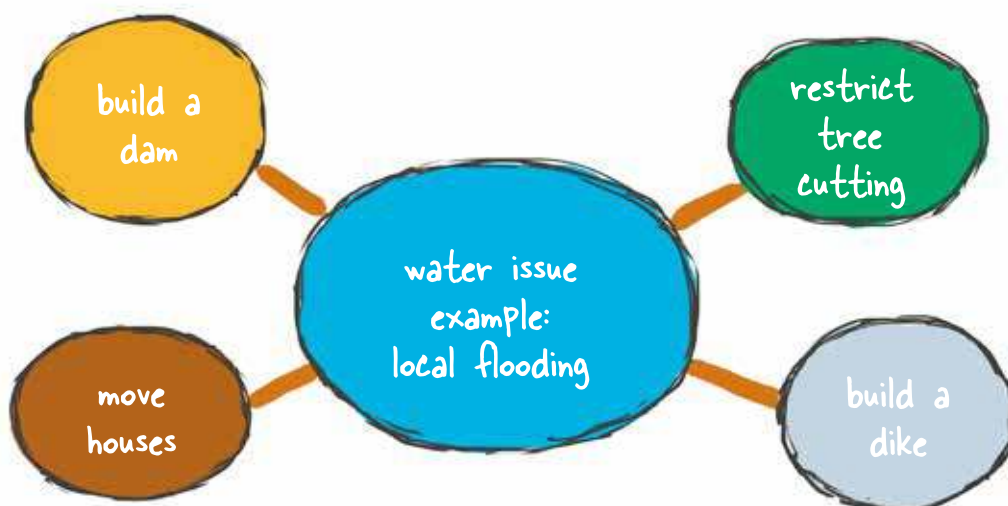 build a
dam
restrict
tree
cutting
water issue
example:
local flooding
move
houses
build a
dike